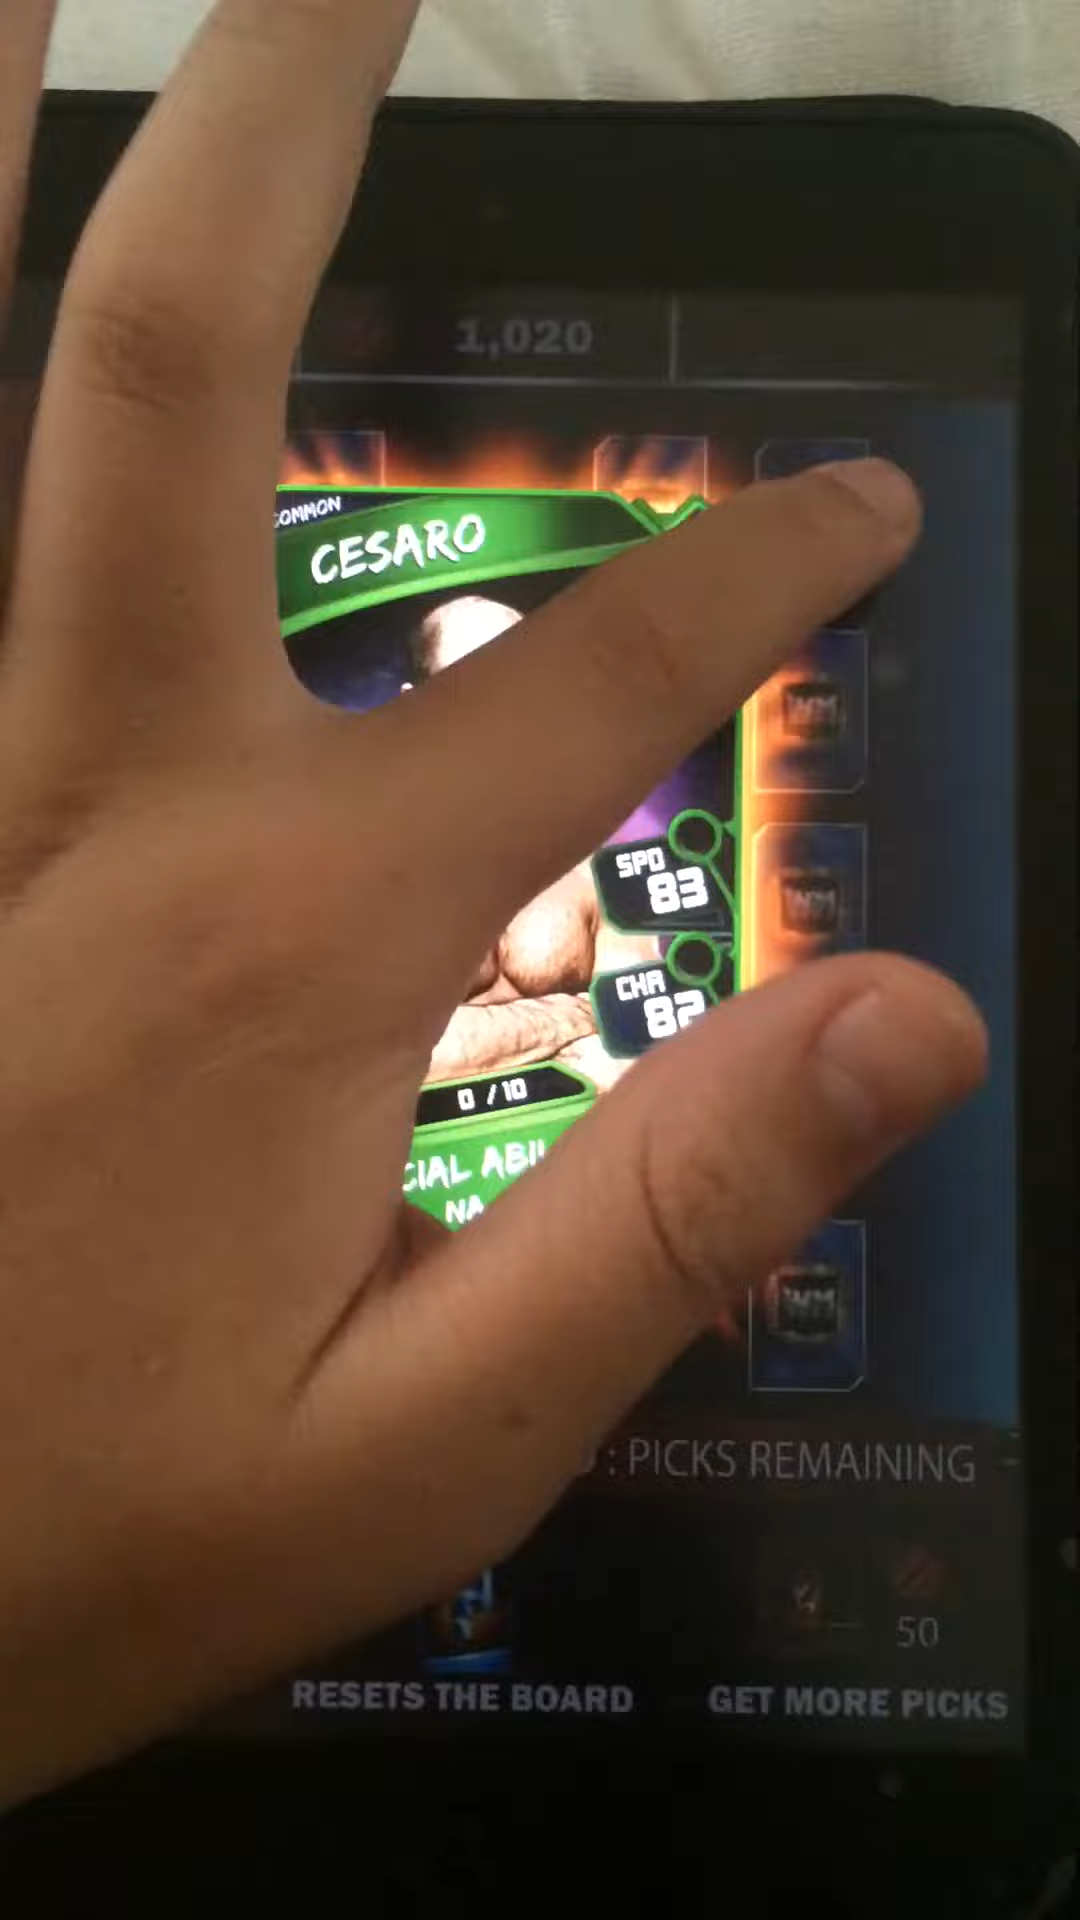 1,020
COMMON
CESARO
SPD
83
CHA
82
0 / 10
CIAL ABIL
NA
: PICKS REMAINING
50
RESETS THE BOARD
GET MORE PICKS